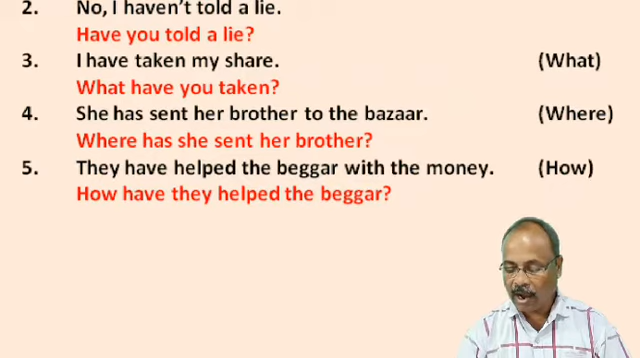 2. No, I haven't told a lie.
Have you told a lie?
3. I have taken my share. (What)
What have you taken?
4. She has sent her brother to the bazaar. (Where)
Where has she sent her brother?
5. They have helped the beggar with the money. (How)
How have they helped the beggar?